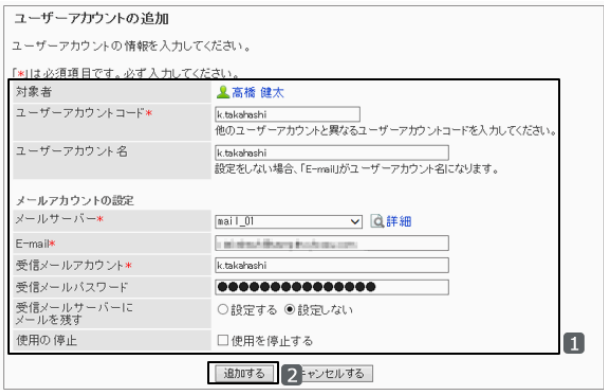 ユーザーアカウントの追加
ユーザーアカウントの情報を入力してください。
「*」は必須項目です。必ず入力してください。
対象者 高橋 健太
ユーザーアカウントコード* k.takahashi
他のユーザーアカウントと異なるユーザーアカウントコードを入力してください。
ユーザーアカウント名 k.takahashi
設定をしない場合、「E-mail」がユーザーアカウント名になります。
メールアカウントの設定
メールサーバー* mail_01 詳細
E-mail*
受信メールアカウント* k.takahashi
受信メールパスワード ●●●●●●●●●●●●●●●
受信メールサーバーに
メールを残す
設定する 設定しない
使用の停止 使用を停止する
1
追加する 2 キャンセルする